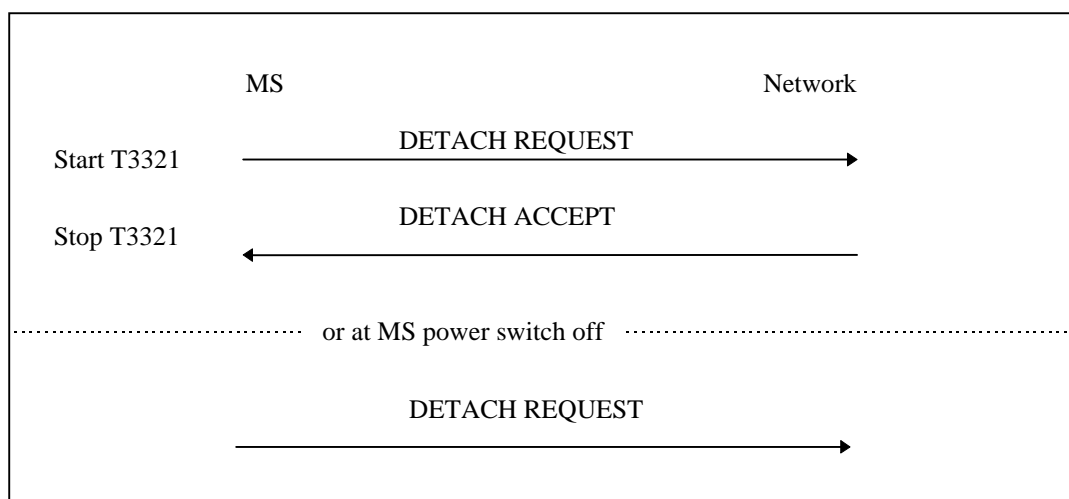 MS Network
DETACH REQUEST
Start T3321
DETACH ACCEPT
Stop T3321
or at MS power switch off
DETACH REQUEST